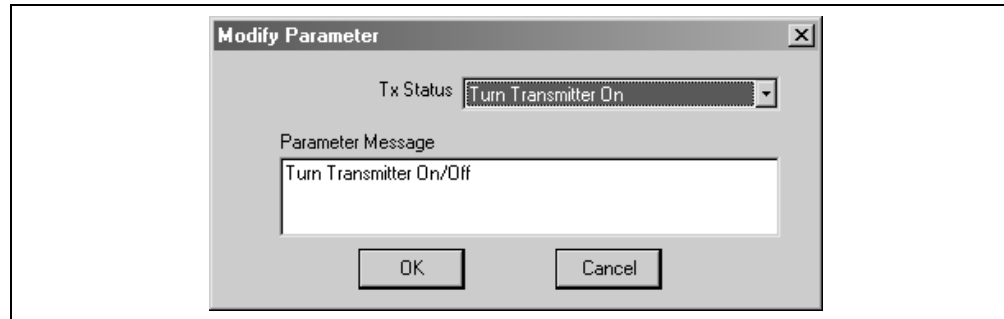 Modify Parameter
Tx Status Turn Transmitter On
Parameter Message
Turn Transmitter On/Off
OK Cancel